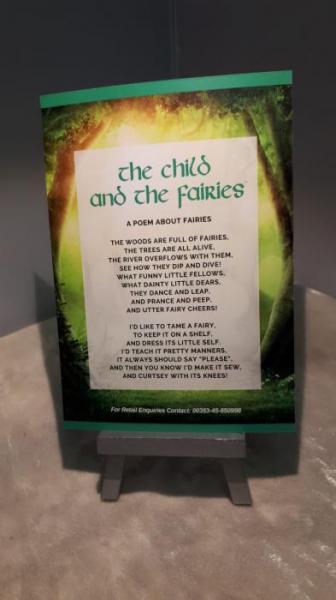 the child
and the fairies
A POEM ABOUT FAIRIES
THE WOODS ARE FULL OF FAIRIES,
THE TREES ARE ALL ALIVE,
THE RIVER OVERFLOWS WITH THEM,
SEE HOW THEY DIP AND DIVE!
WHAT FUNNY LITTLE FELLOWS,
WHAT DAINTY LITTLE DEARS,
THEY DANCE AND LEAP,
AND PRANCE AND PEEP,
AND UTTER FAIRY CHEERS!
I'D LIKE TO TAME A FAIRY,
TO KEEP IT ON A SHELF,
AND DRESS ITS LITTLE SELF.
I'D TEACH IT PRETTY MANNERS,
IT ALWAYS SHOULD SAY "PLEASE",
AND THEN YOU KNOW I'D MAKE IT SEW,
AND CURTSEY WITH ITS KNEES!
For Retail Enquiries Contact: 00353-45-850998